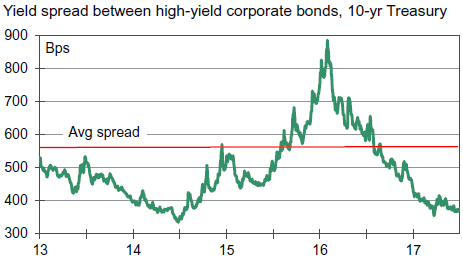 Yield spread between high-yield corporate bonds, 10-yr Treasury
900
Bps
800
700
600
Avg spread
500
400
300
13 14 15 16 17